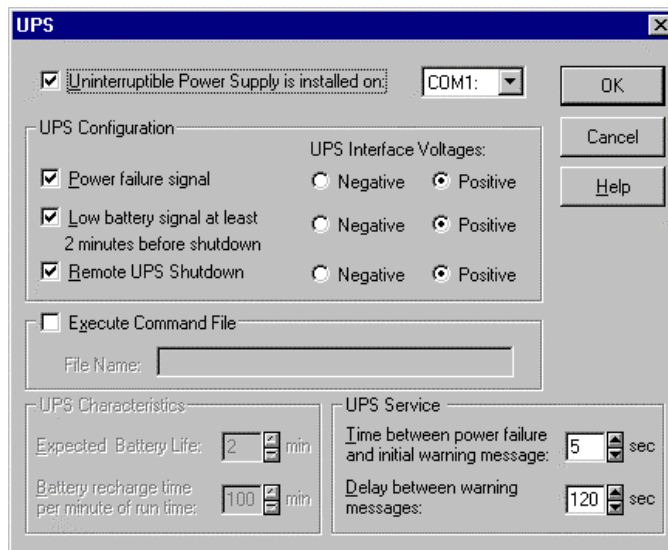 UPS
Uninterruptible Power Supply is installed on:
COM1:
OK
Cancel
Help
UPS Configuration
UPS Interface Voltages:
Power failure signal
Negative
Positive
Low battery signal at least
2 minutes before shutdown
Negative
Positive
Remote UPS Shutdown
Negative
Positive
Execute Command File
File Name:
UPS Characteristics
Expected Battery Life:
2
min
Battery recharge time
per minute of run time:
100
min
UPS Service
Time between power failure
and initial warning message:
5
sec
Delay between warning
messages:
120
sec